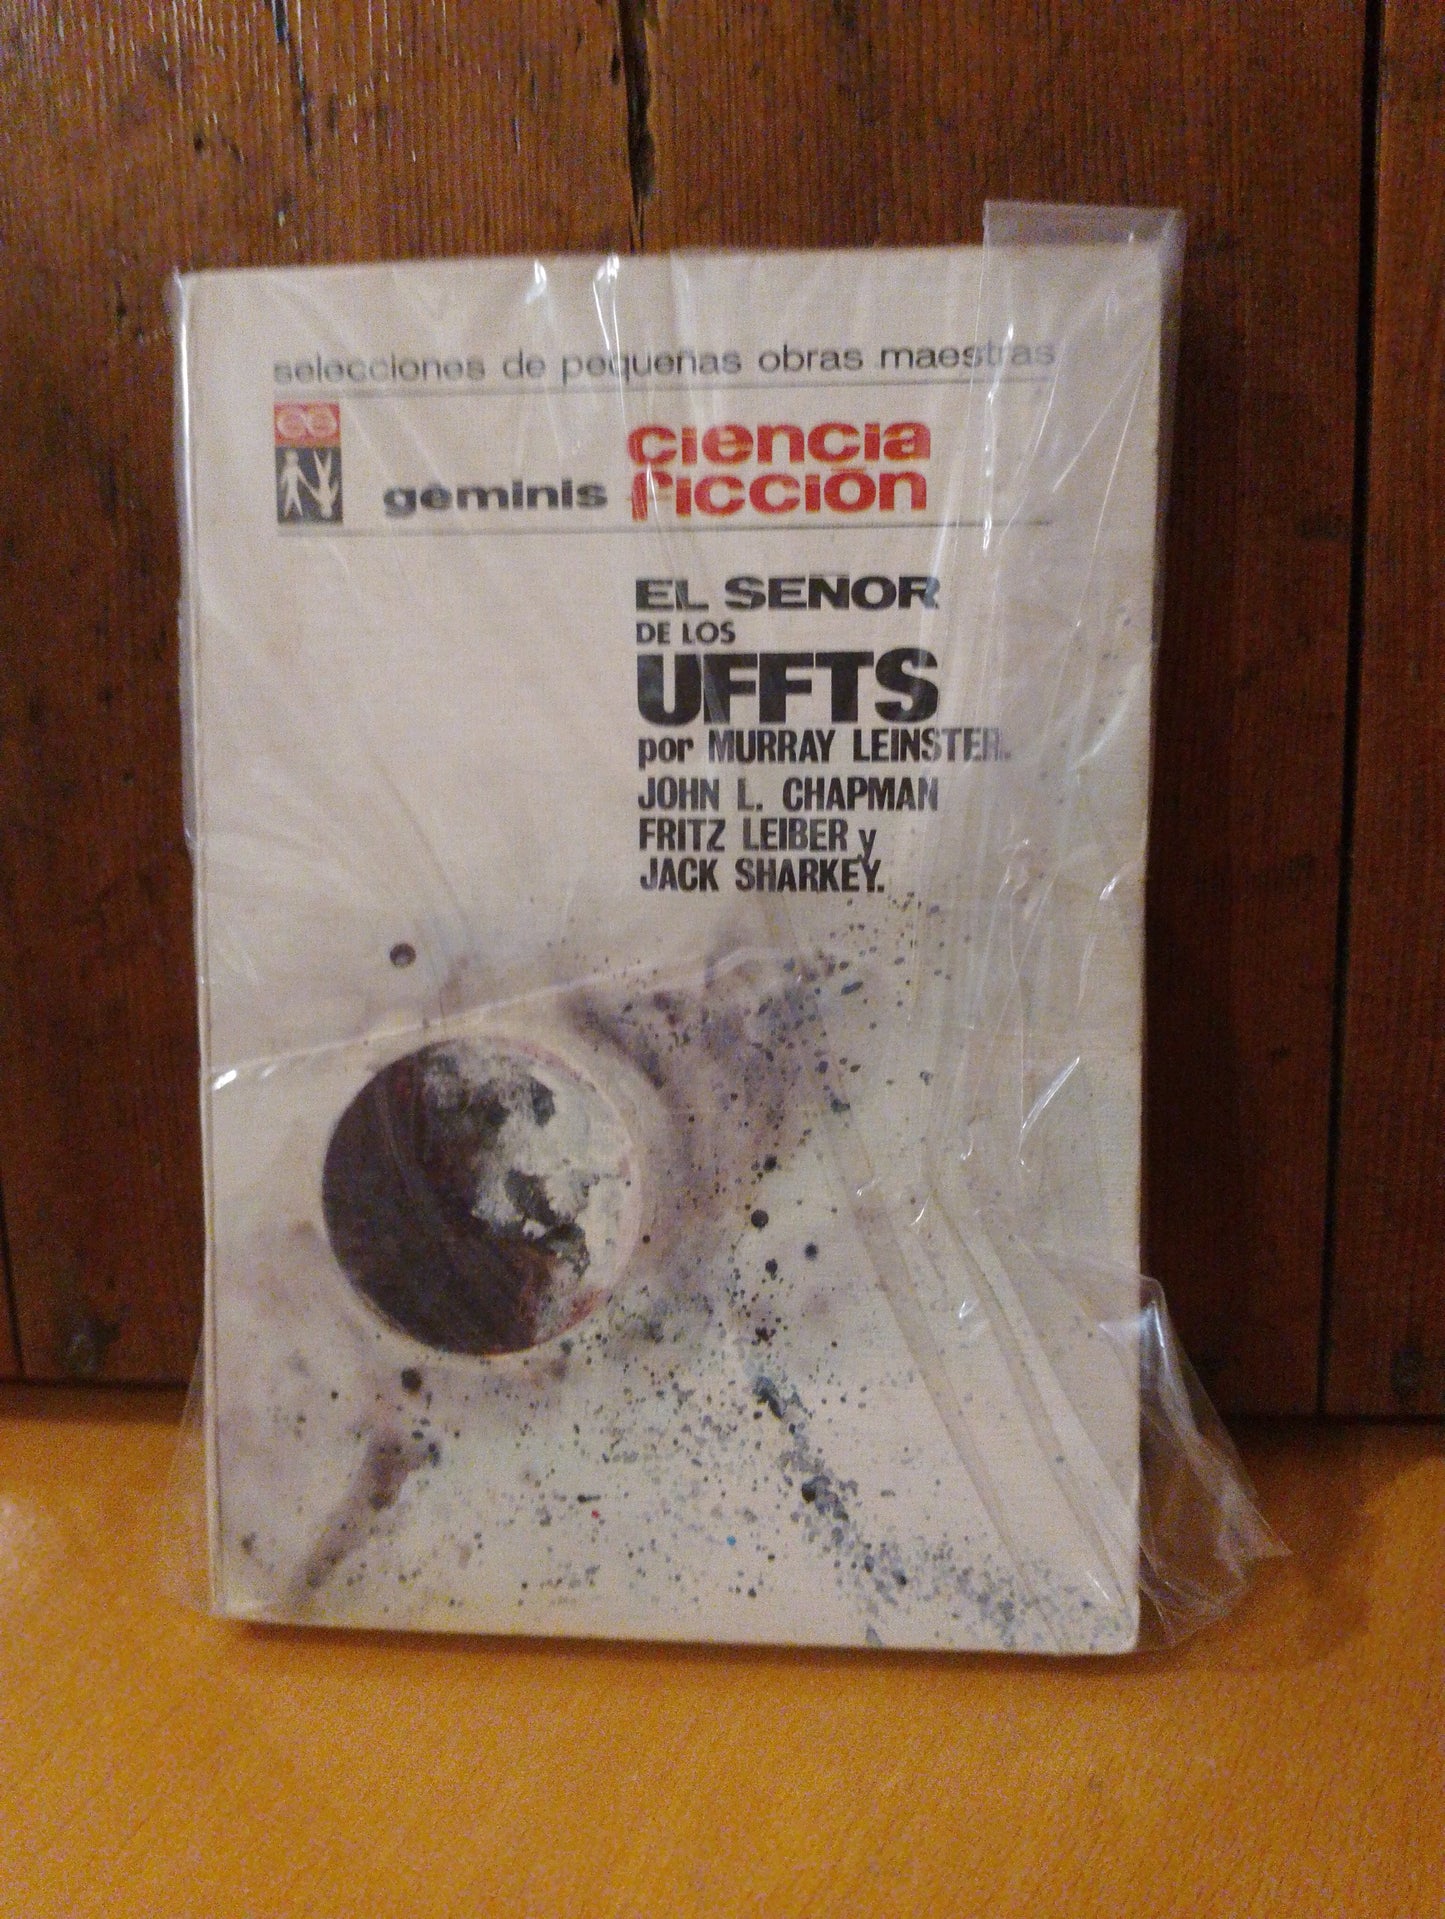 selecciones de pequeñas obras maestras
geminis ciencia ficción
EL SEÑOR
DE LOS
UFFTS
por MURRAY LEINSTER.
JOHN L. CHAPMAN
FRITZ LEIBER y
JACK SHARKEY.